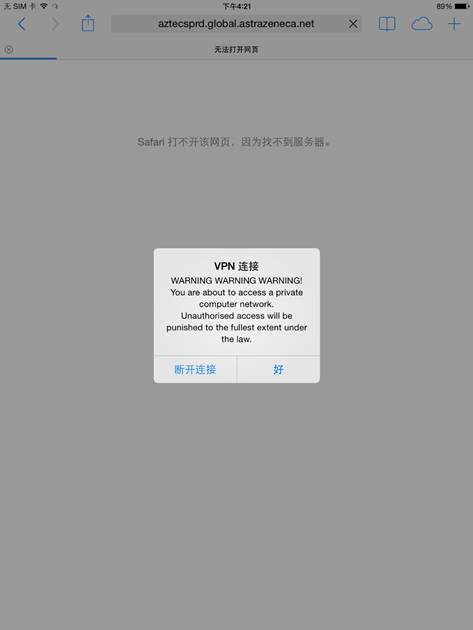 无 SIM 卡 下午4:21 89%
aztecsprd.global.astrazeneca.net
无法打开网页
Safari 打不开该网页，因为找不到服务器。
VPN 连接
WARNING WARNING WARNING!
You are about to access a private
computer network.
Unauthorised access will be
punished to the fullest extent under
the law.
断开连接 好